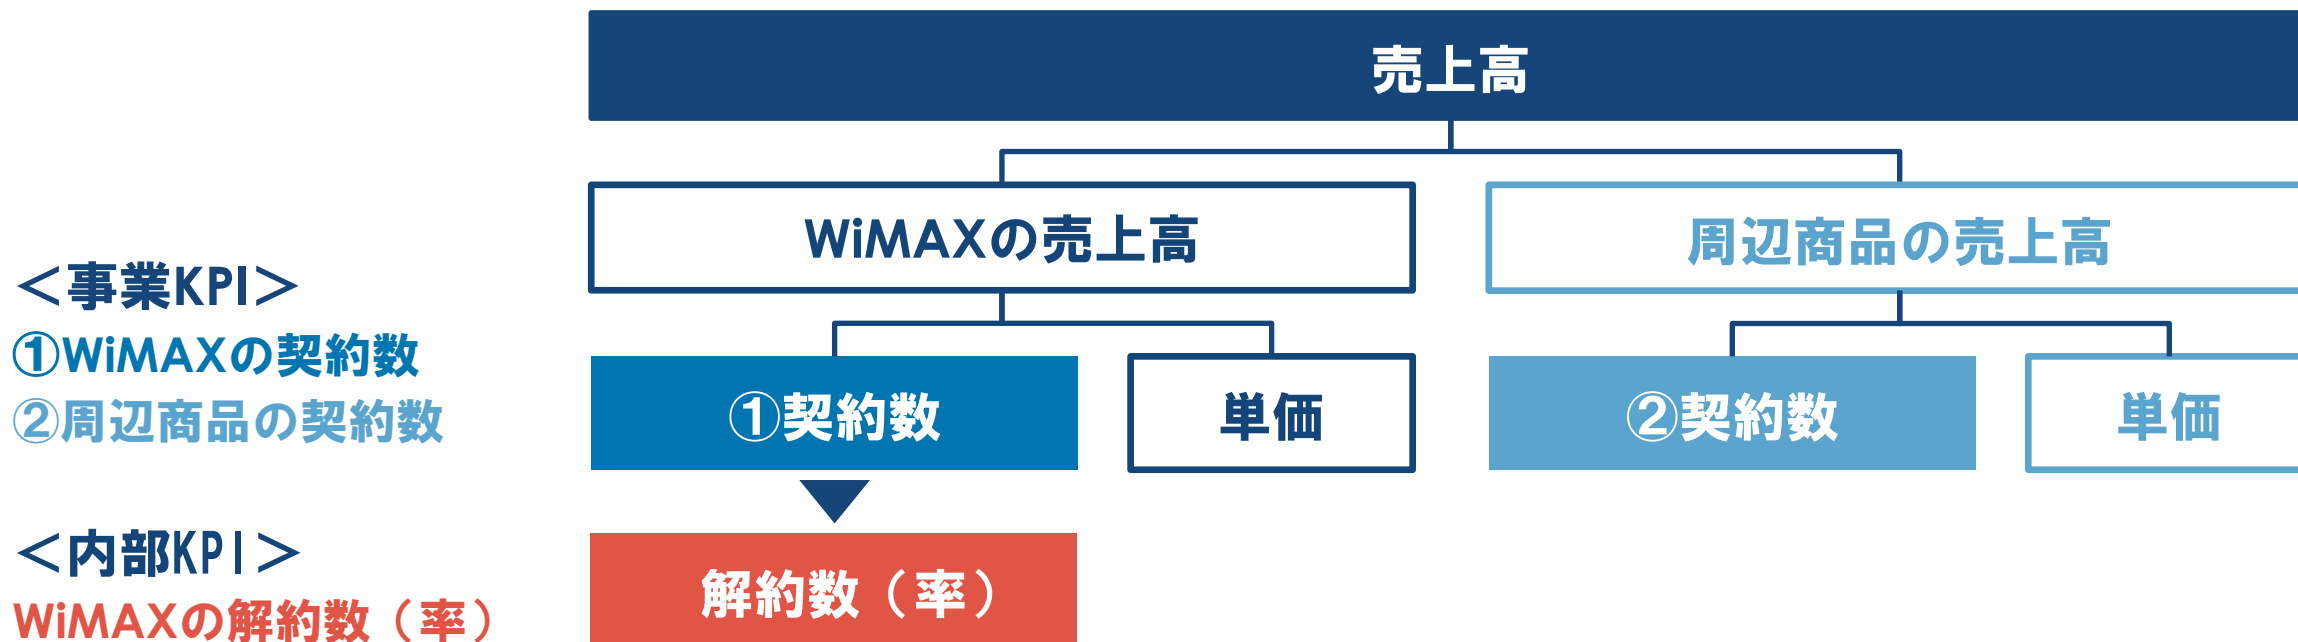 売上高
WiMAXの売上高
周辺商品の売上高
＜事業KPI＞
①WiMAXの契約数
②周辺商品の契約数
①契約数
単価
②契約数
単価
＜内部KPI＞
WiMAXの解約数（率）
解約数（率）